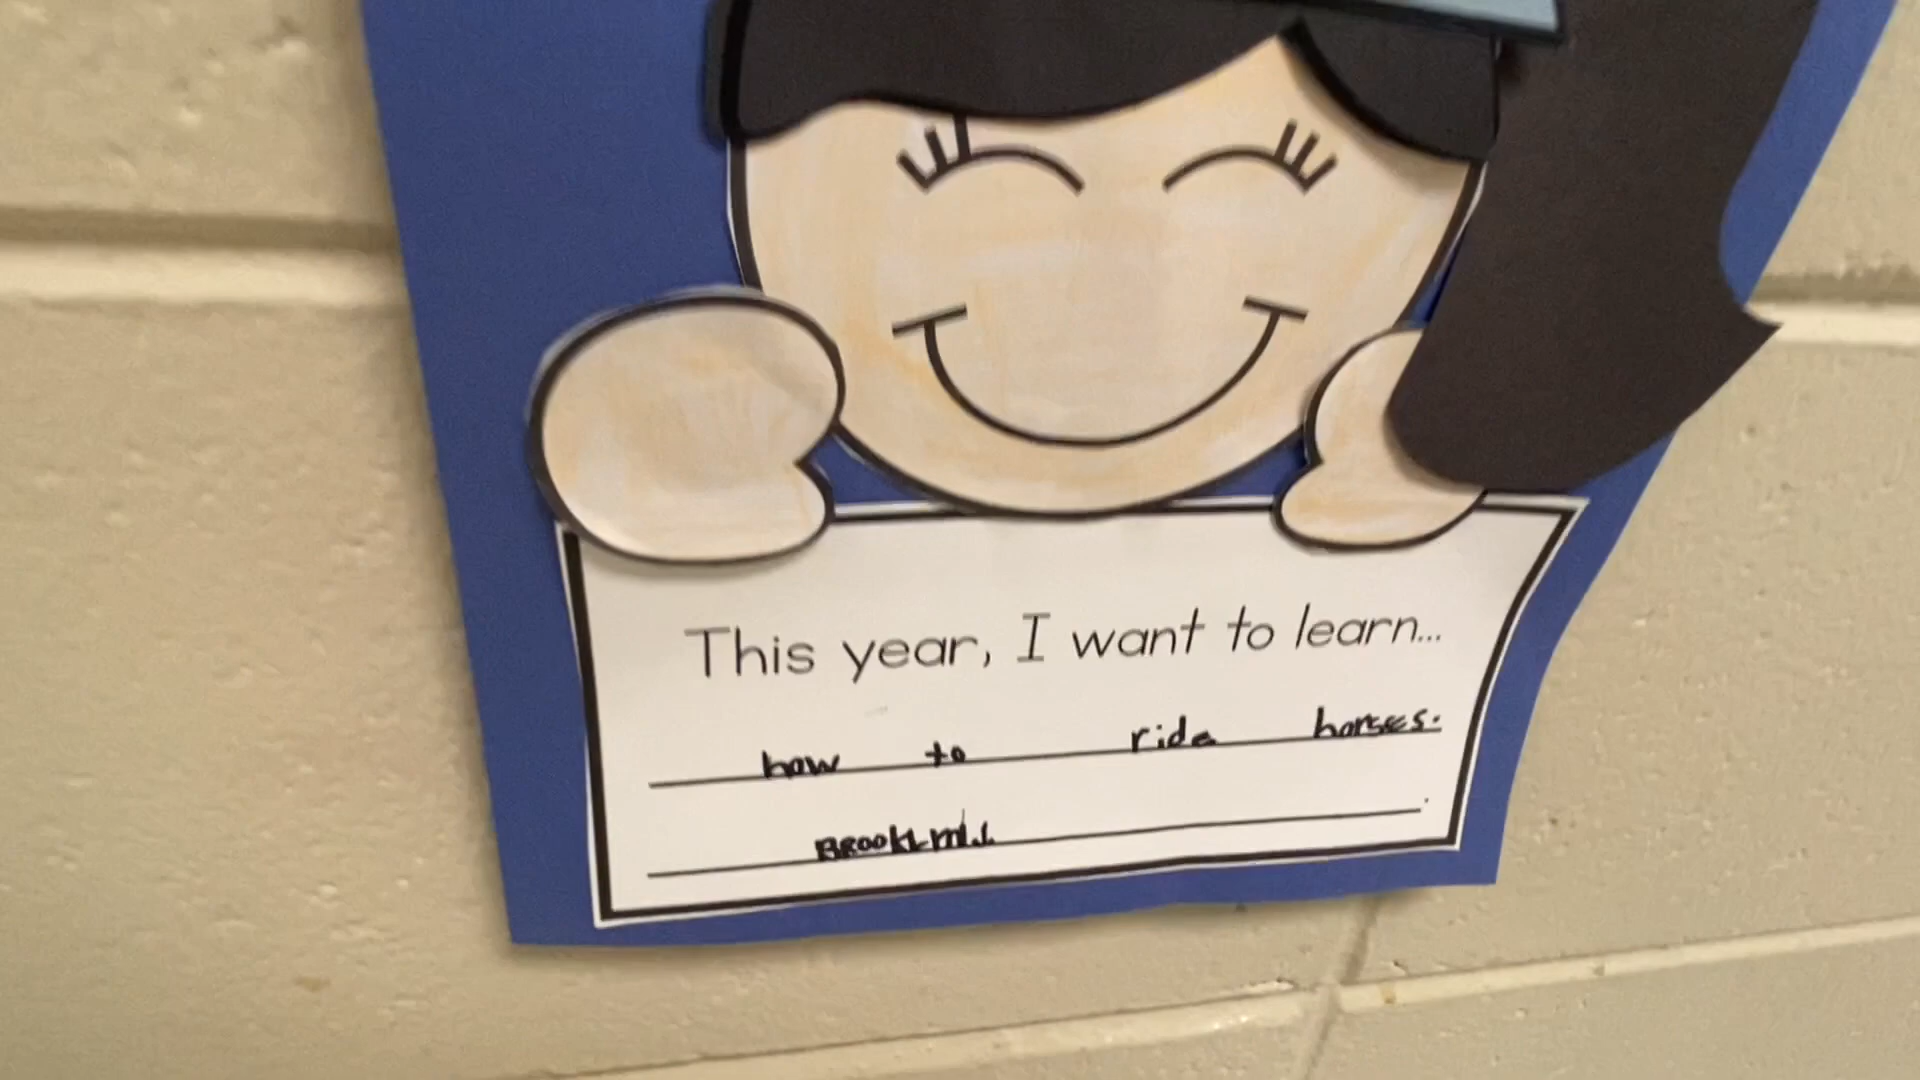 This year, I want to learn...
how to ride horses.